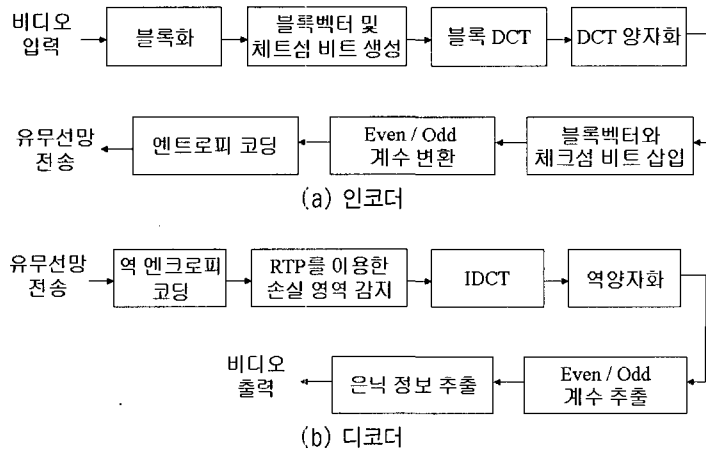 비디오
입력
블록화
블록벡터 및
체트섬 비트 생성
블록 DCT
DCT 양자화
유무선망
전송
엔트로피 코딩
Even / Odd
계수 변환
블록벡터와
체크섬 비트 삽입
(a) 인코더
유무선망
전송
역 엔크로피
코딩
RTP를 이용한
손실 영역 감지
IDCT
역양자화
비디오
출력
은닉 정보 추출
Even / Odd
계수 추출
(b) 디코더